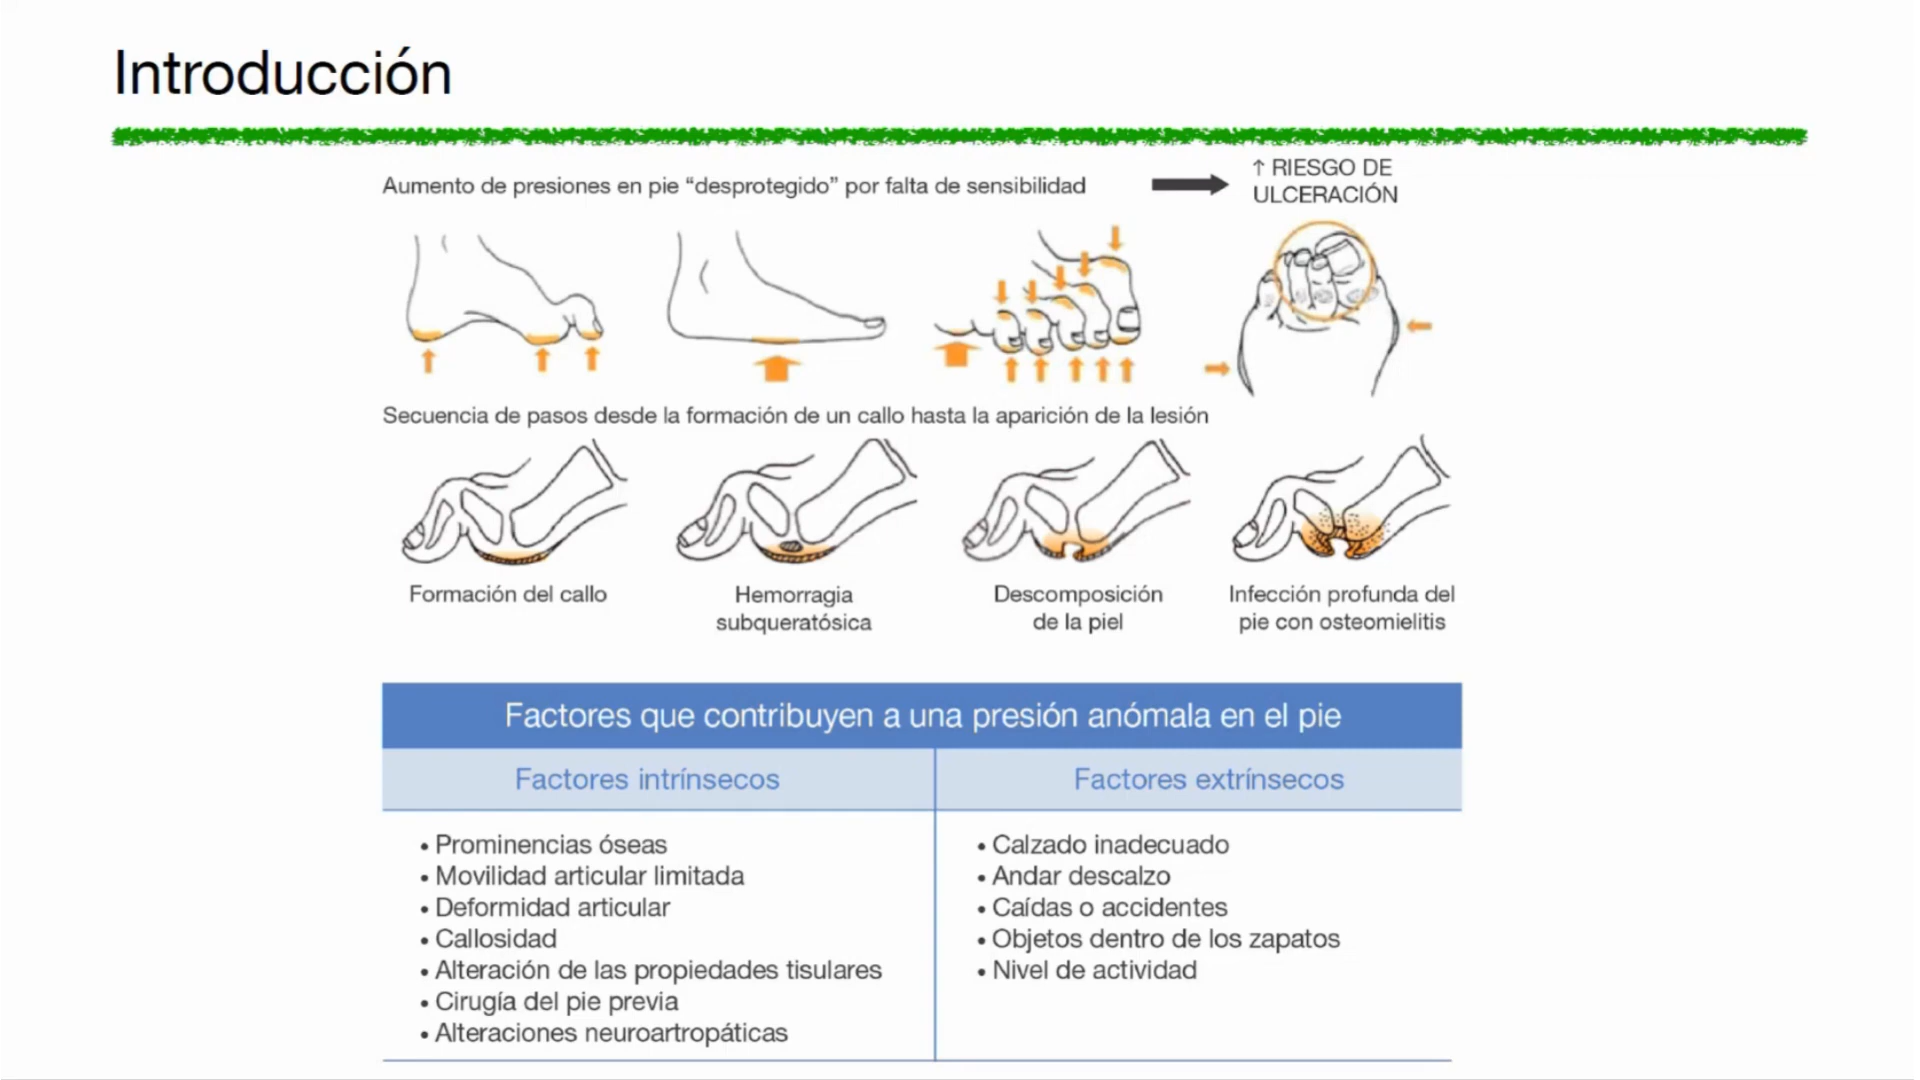 Introducción
Aumento de presiones en pie “desprotegido” por falta de sensibilidad
↑ RIESGO DE
ULCERACIÓN
Secuencia de pasos desde la formación de un callo hasta la aparición de la lesión
Formación del callo
Hemorragia
subqueratósica
Descomposición
de la piel
Infección profunda del
pie con osteomielitis
Factores que contribuyen a una presión anómala en el pie
Factores intrínsecos
• Prominencias óseas
• Movilidad articular limitada
• Deformidad articular
• Callosidad
• Alteración de las propiedades tisulares
• Cirugía del pie previa
• Alteraciones neuroartropáticas
Factores extrínsecos
• Calzado inadecuado
• Andar descalzo
• Caídas o accidentes
• Objetos dentro de los zapatos
• Nivel de actividad